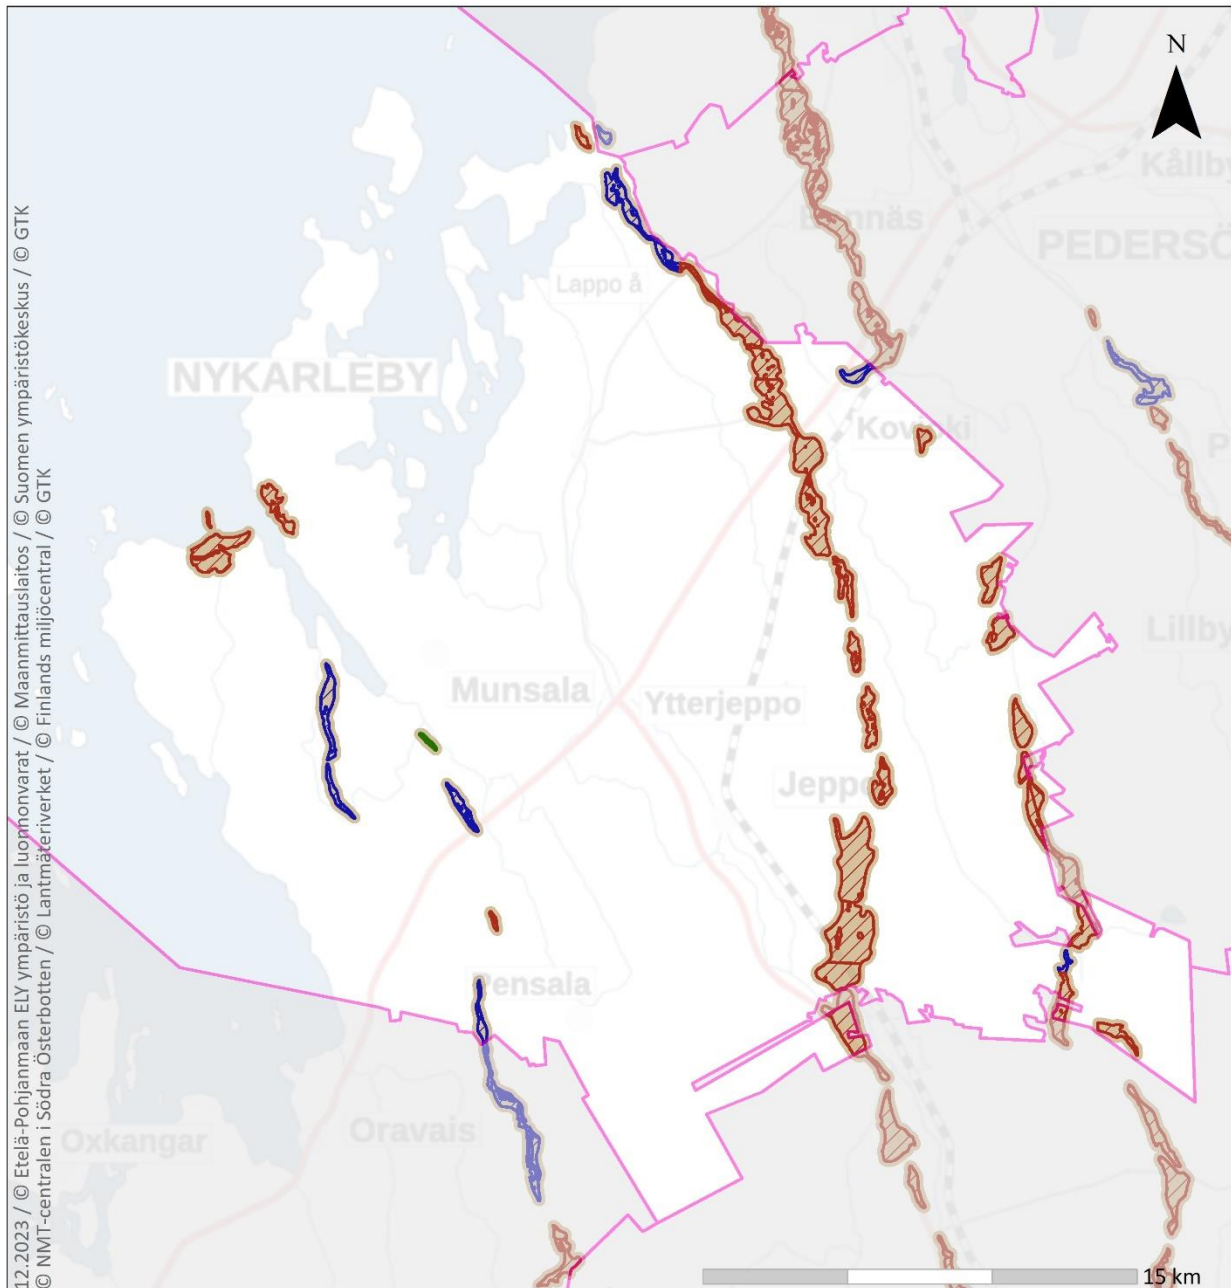 N
Kållby
Bennäs
PEDERSÖ
Lappo å
NYKARLEBY
Kovjoki
P
Lillby
Munsala
Ytterjeppo
Jeppo
Pensala
Oravais
Oxkangar
15 km
12.2023 / © Etelä-Pohjanmaan ELY ympäristö ja luonnonvarat / © Maanmittauslaitos / © Suomen ympäristökeskus / © GTK
© NMT-centralen i Södra Österbotten / © Lantmäteriverket / © Finlands miljöcentral / © GTK